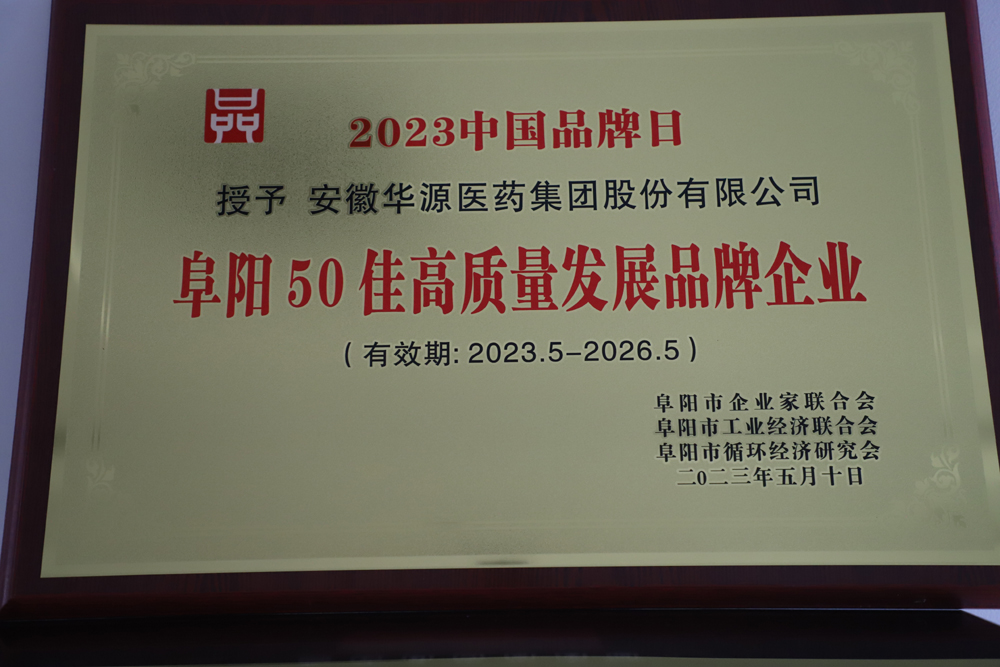 2023中国品牌日
授予 安徽华源医药集团股份有限公司
阜阳50佳高质量发展品牌企业
(有效期: 2023.5-2026.5)
阜阳市企业家联合会
阜阳市工业经济联合会
阜阳市循环经济研究会
二0二三年五月十日